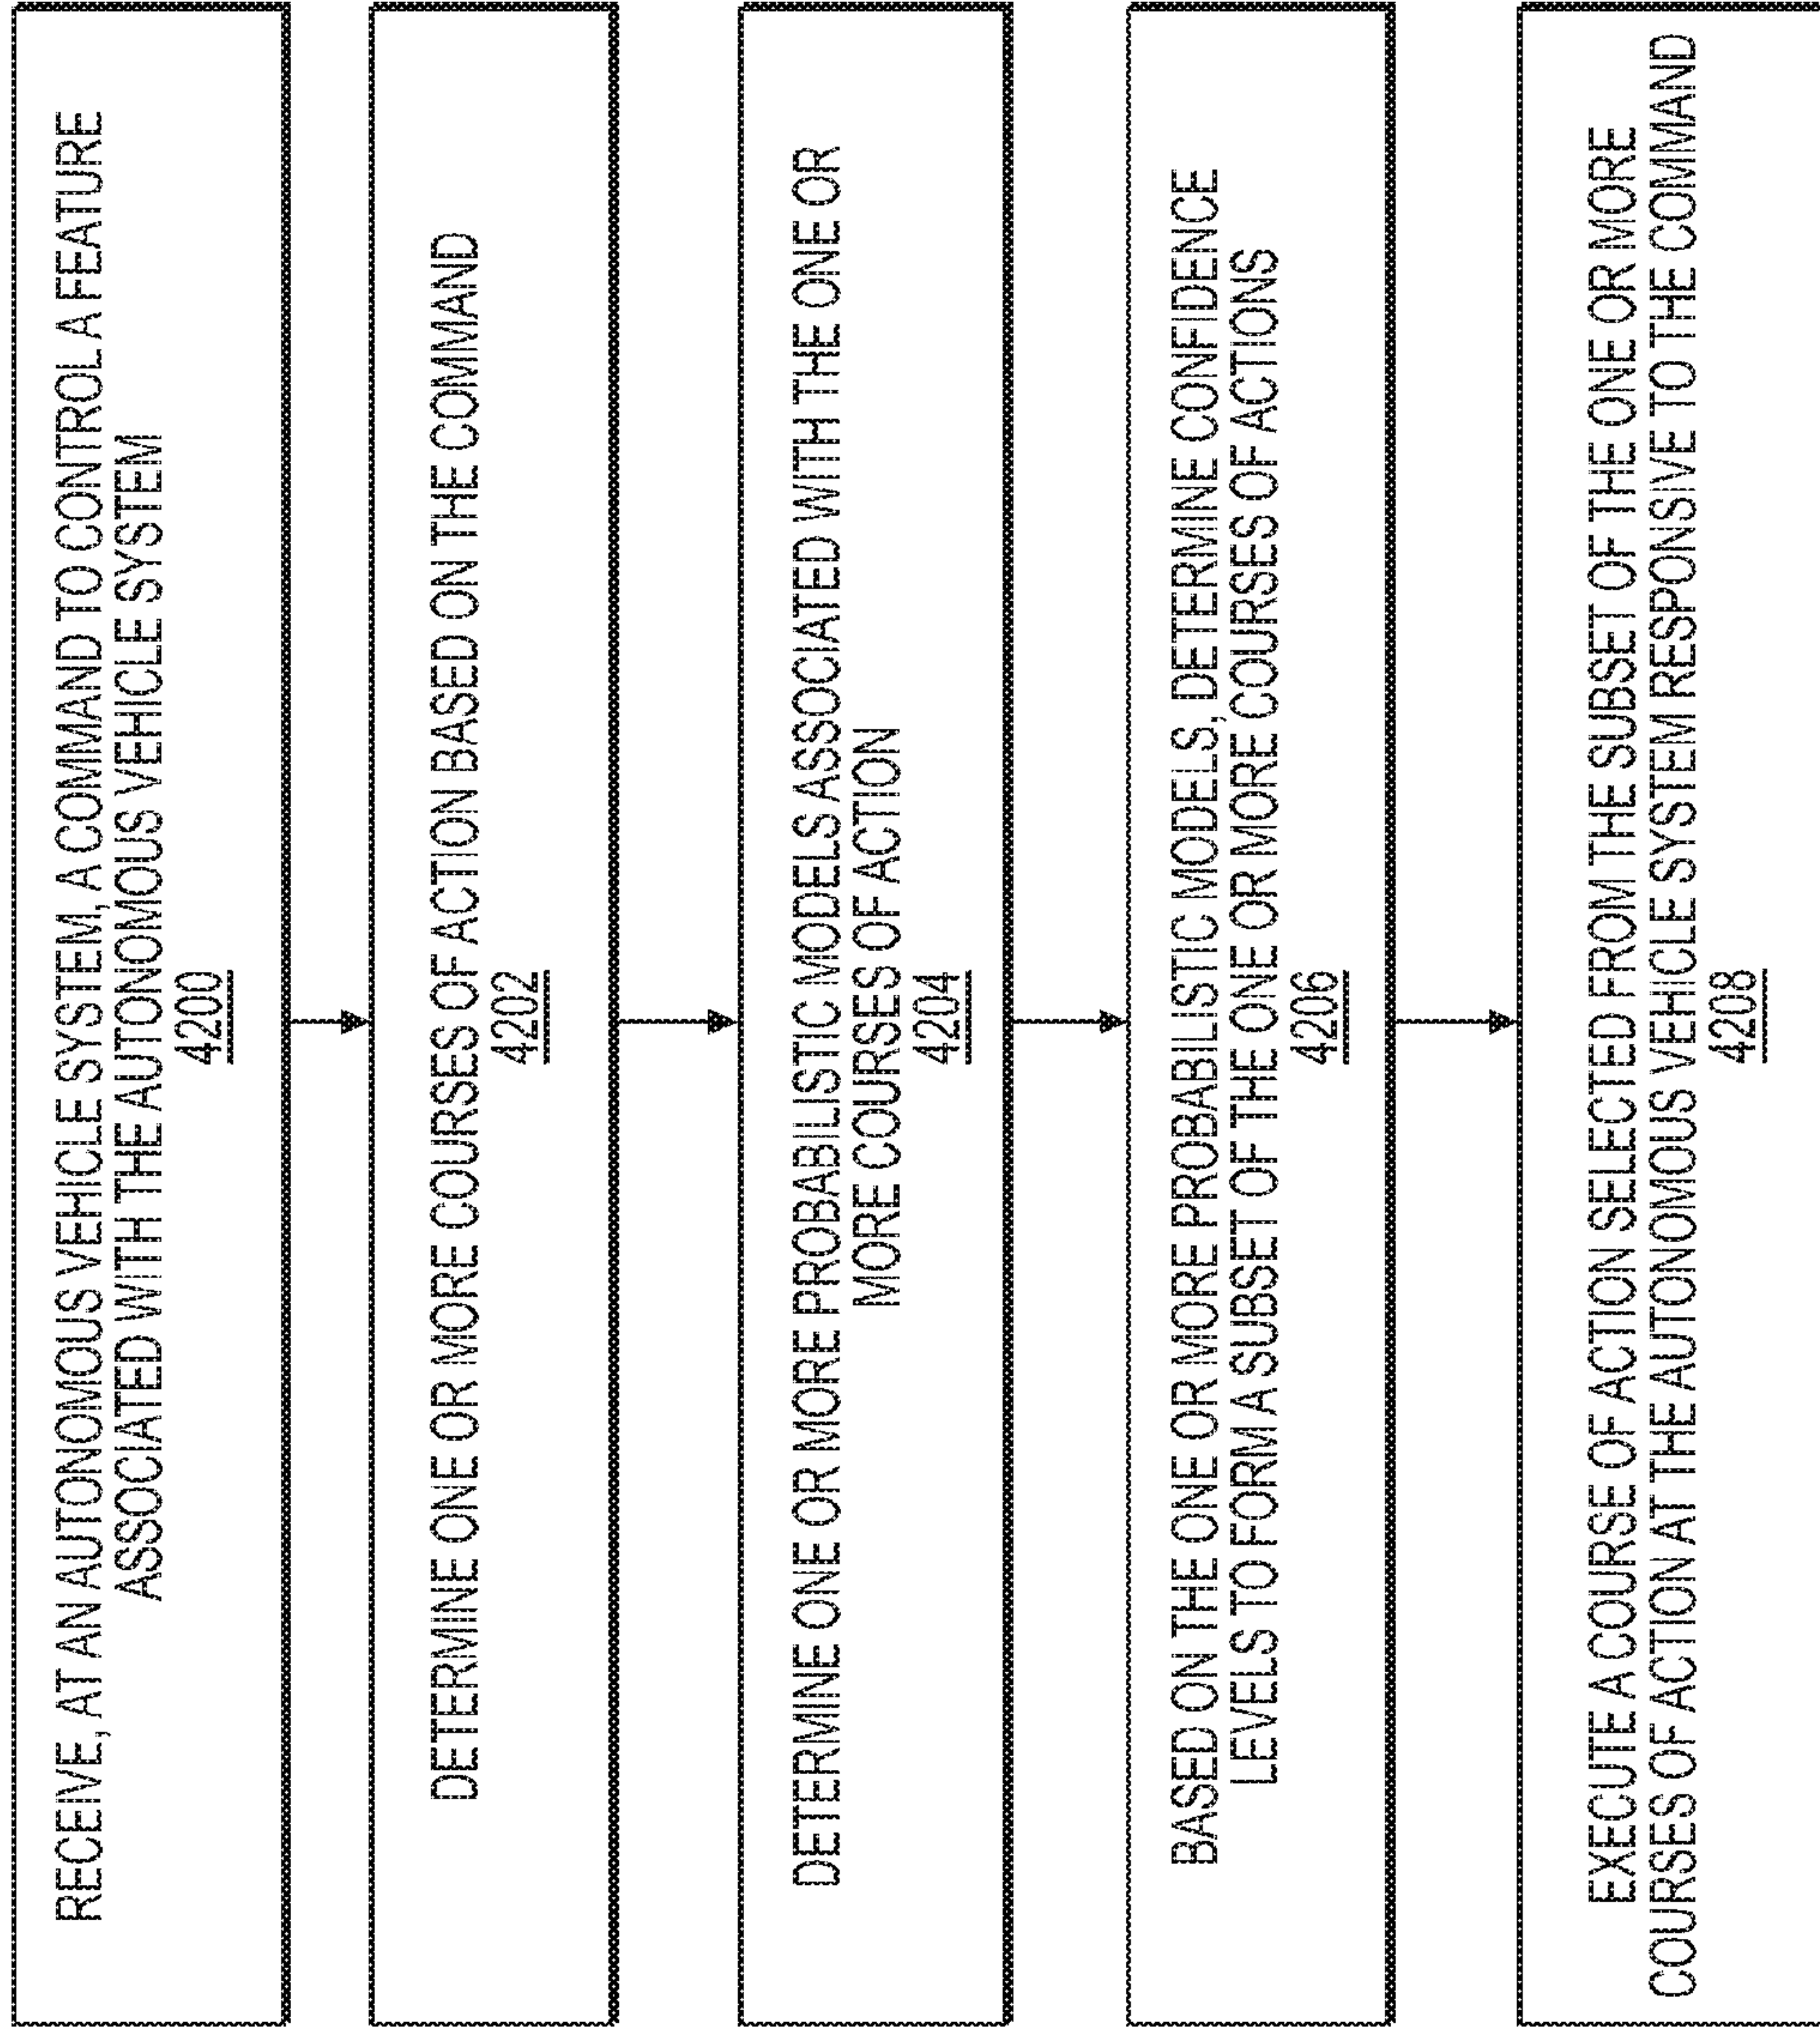 RECEIVE, AT AN AUTONOMOUS VEHICLE SYSTEM, A COMMAND TO CONTROL A FEATURE
ASSOCIATED WITH THE AUTONOMOUS VEHICLE SYSTEM
4200
DETERMINE ONE OR MORE COURSES OF ACTION BASED ON THE COMMAND
4202
DETERMINE ONE OR MORE PROBABILISTIC MODELS ASSOCIATED WITH THE ONE OR
MORE COURSES OF ACTION
4204
BASED ON THE ONE OR MORE PROBABILISTIC MODELS, DETERMINE CONFIDENCE
LEVELS TO FORM A SUBSET OF THE ONE OR MORE COURSES OF ACTIONS
4206
EXECUTE A COURSE OF ACTION SELECTED FROM THE SUBSET OF THE ONE OR MORE
COURSES OF ACTION AT THE AUTONOMOUS VEHICLE SYSTEM RESPONSIVE TO THE COMMAND
4208